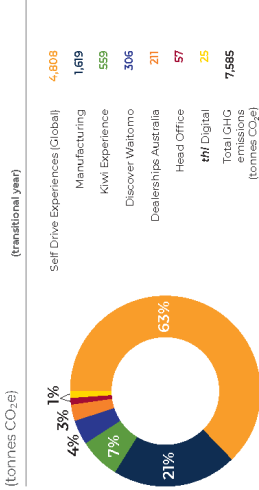 (tonnes CO₂e)
(transitional year)
Self Drive Experiences (Global) 4,808
Manufacturing 1,619
Kiwi Experience 559
Discover Waitomo 306
Dealerships Australia 211
Head Office 57
thl Digital 25
Total GHG
emissions
(tonnes CO₂e)
7,585
63%
21%
7%
4%
3%
1%